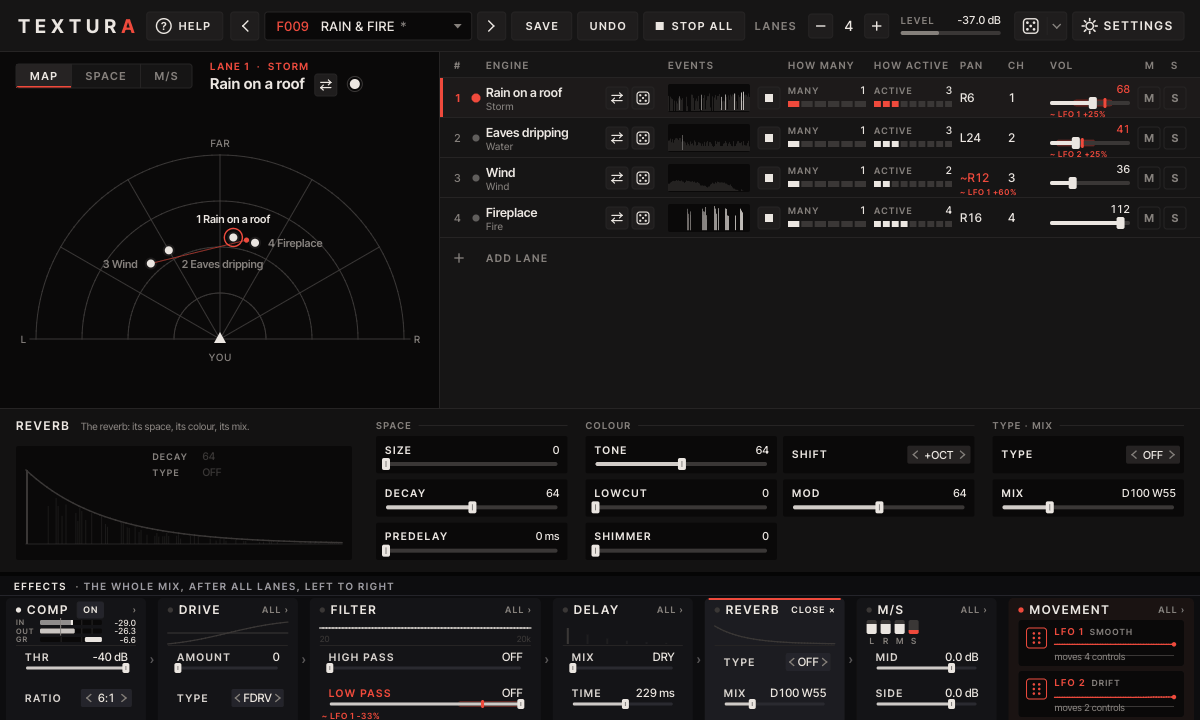 TEXTURA ? HELP F009 RAIN & FIRE * SAVE UNDO STOP ALL LANES − 4 + LEVEL -37.0 dB SETTINGS
MAP SPACE M/S
LANE 1 · STORM
Rain on a roof
FAR
1 Rain on a roof
4 Fireplace
3 Wind
2 Eaves dripping
L
R
YOU
# ENGINE EVENTS HOW MANY HOW ACTIVE PAN CH VOL M S
1 Rain on a roof Storm MANY 1 ACTIVE 3 R6 1 68 ~ LFO 1 +25% M S
2 Eaves dripping Water MANY 1 ACTIVE 3 L24 2 41 ~ LFO 2 +25% M S
3 Wind Wind MANY 1 ACTIVE 2 ~R12 ~ LFO 1 +60% 3 36 M S
4 Fireplace Fire MANY 1 ACTIVE 4 R16 4 112 M S
+ ADD LANE
REVERB The reverb: its space, its colour, its mix.
DECAY 64
TYPE OFF
SPACE
SIZE 0
DECAY 64
PREDELAY 0 ms
COLOUR
TONE 64
SHIFT < +OCT >
LOWCUT 0
MOD 64
SHIMMER 0
TYPE · MIX
TYPE < OFF >
MIX D100 W55
EFFECTS · THE WHOLE MIX, AFTER ALL LANES, LEFT TO RIGHT
COMP ON ›
IN -29.0
OUT -26.3
GR -6.6
THR -40 dB
RATIO < 6:1 >
DRIVE ALL ›
AMOUNT 0
TYPE < FDRV >
FILTER ALL ›
20 20k
HIGH PASS OFF
LOW PASS OFF
~ LFO 1 -33%
DELAY ALL ›
MIX DRY
TIME 229 ms
REVERB CLOSE ×
TYPE < OFF >
MIX D100 W55
M/S ALL ›
L R M S
MID 0.0 dB
SIDE 0.0 dB
MOVEMENT ALL ›
LFO 1 SMOOTH
moves 4 controls
LFO 2 DRIFT
moves 2 controls